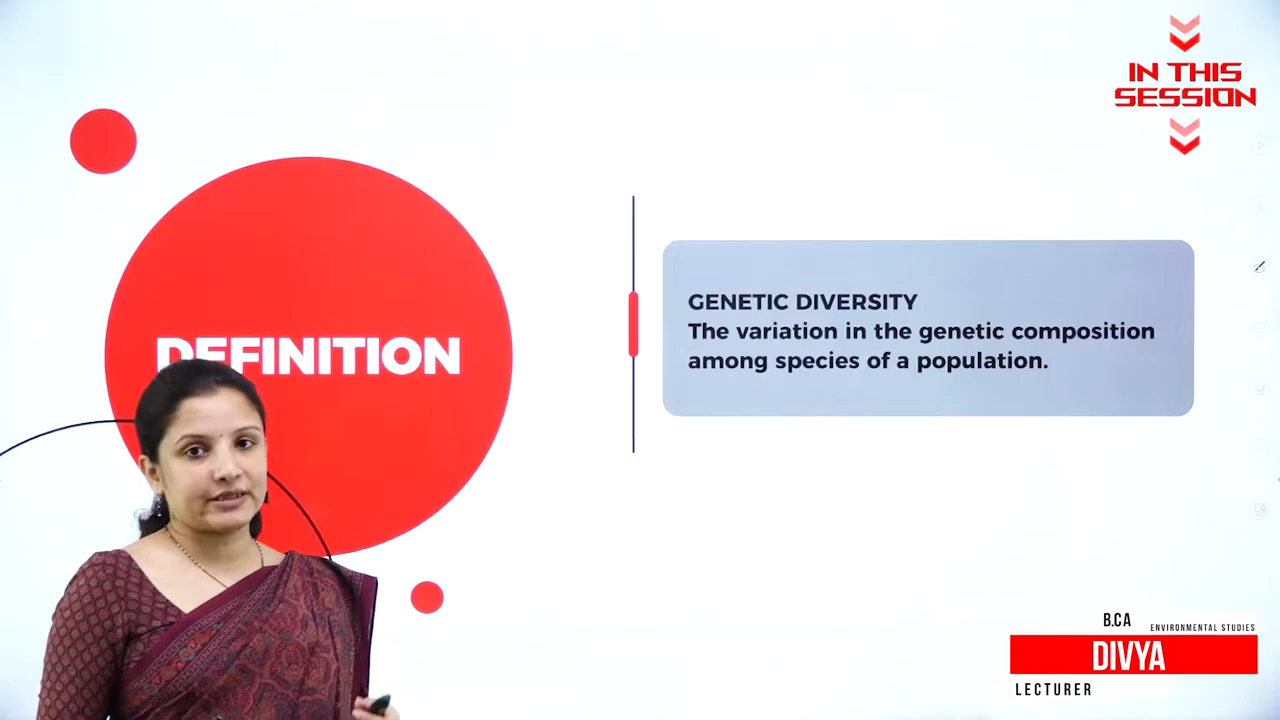 IN THIS
SESSION
DEFINITION
GENETIC DIVERSITY
The variation in the genetic composition
among species of a population.
B.CA
ENVIRONMENTAL STUDIES
DIVYA
LECTURER